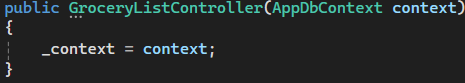 public GroceryListController(AppDbContext context)
{
_context = context;
}